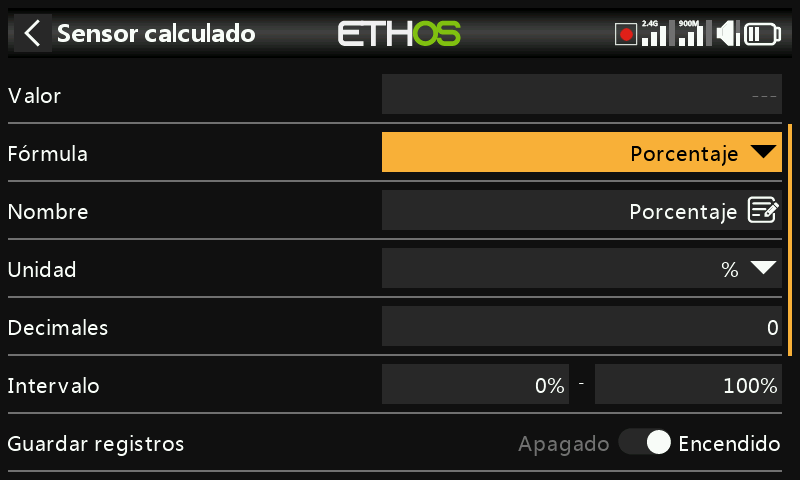 Sensor calculado
ETHOS
2.4G
900M
Valor
---
Fórmula
Porcentaje
Nombre
Porcentaje
Unidad
%
Decimales
0
Intervalo
0% - 100%
Guardar registros
Apagado Encendido